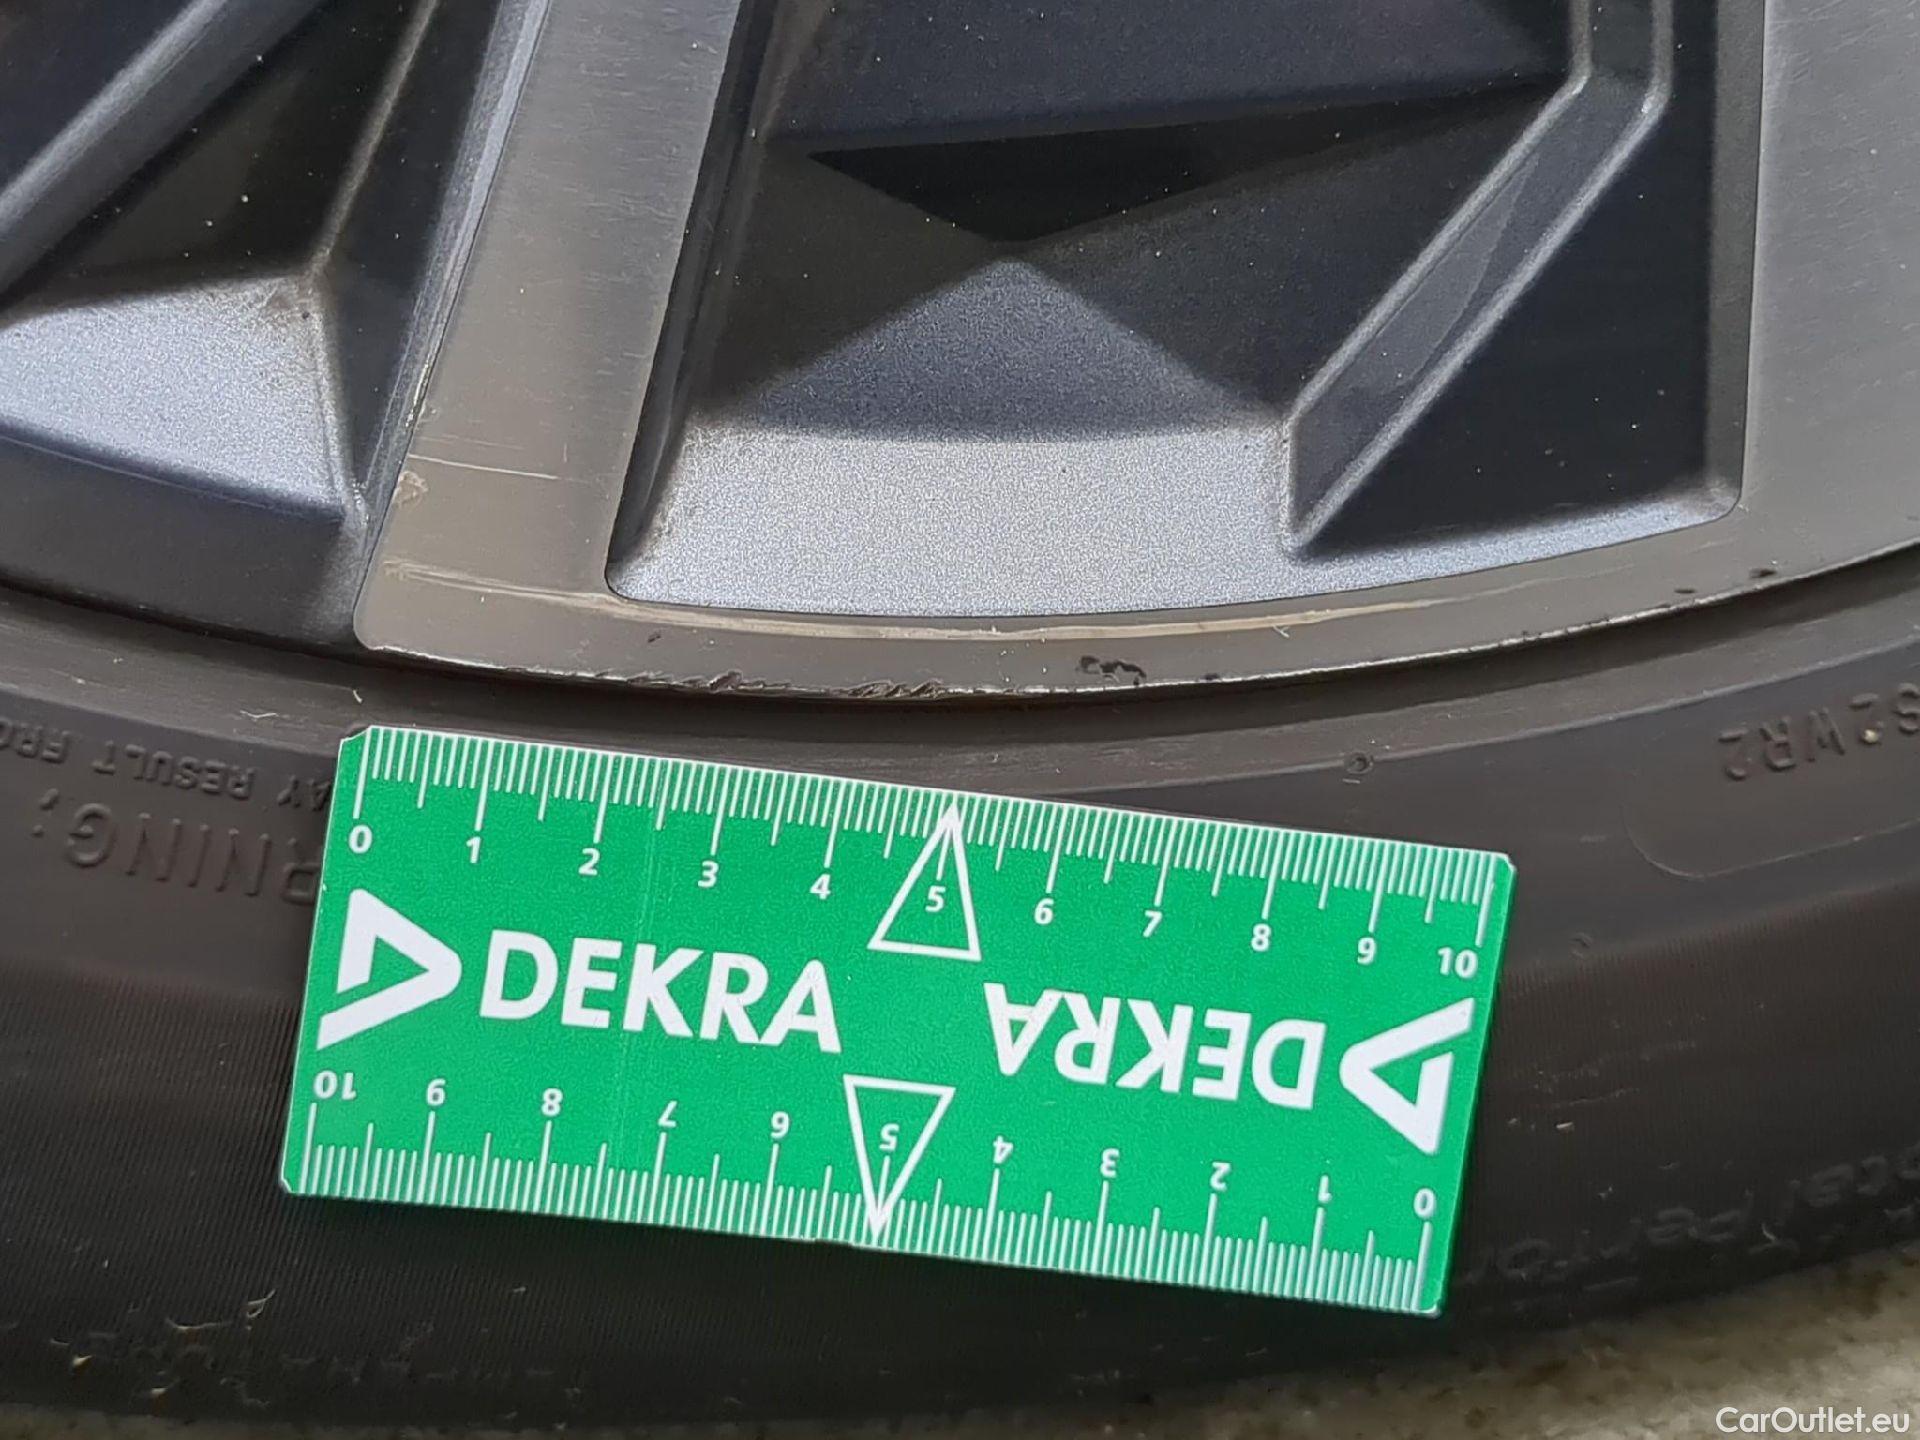 S2WR2
AY RESULT FRO
RNING:
0 1 2 3 4 5 6 7 8 9 10
DEKRA
DEKRA
10 9 8 7 6 5 4 3 2 1 0
CarOutlet.eu